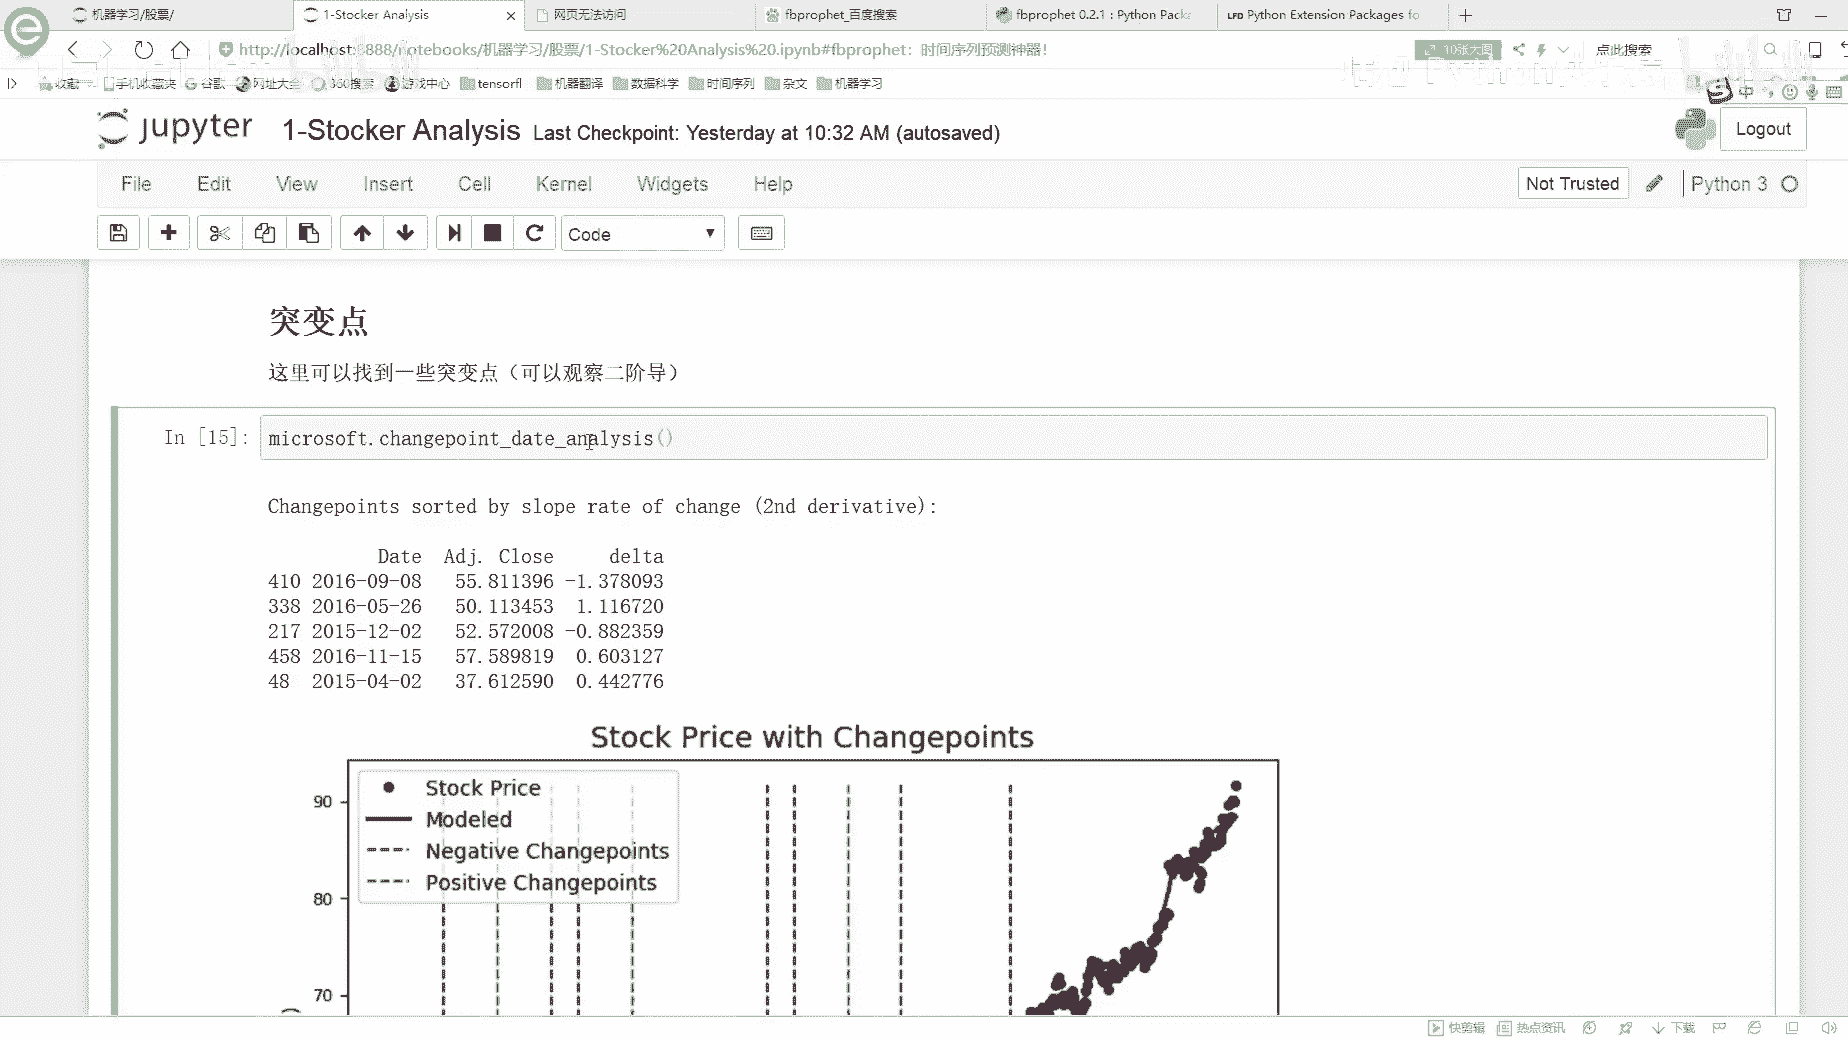 机器学习/股票/
1-Stocker Analysis
网页无法访问
fbprophet_百度搜索
fbprophet 0.2.1 : Python Pack
LFD Python Extension Packages fo
http://localhost:8888/notebooks/机器学习/股票/1-Stocker%20Analysis%20.ipynb#fbprophet：时间序列预测神器!
10张大图
点此搜索
收藏
手机收藏夹
谷歌
网址大全
360搜索
游戏中心
tensorfl
机器翻译
数据科学
时间序列
杂文
机器学习
中
jupyter
1-Stocker Analysis
Last Checkpoint: Yesterday at 10:32 AM (autosaved)
Logout
File
Edit
View
Insert
Cell
Kernel
Widgets
Help
Not Trusted
Python 3
Code
突变点
这里可以找到一些突变点（可以观察二阶导）
In [15]:
microsoft.changepoint_date_analysis()
Changepoints sorted by slope rate of change (2nd derivative):
Date Adj. Close delta
410 2016-09-08 55.811396 -1.378093
338 2016-05-26 50.113453 1.116720
217 2015-12-02 52.572008 -0.882359
458 2016-11-15 57.589819 0.603127
48 2015-04-02 37.612590 0.442776
Stock Price with Changepoints
Stock Price
Modeled
Negative Changepoints
Positive Changepoints
90
80
70
快剪辑
热点资讯
下载